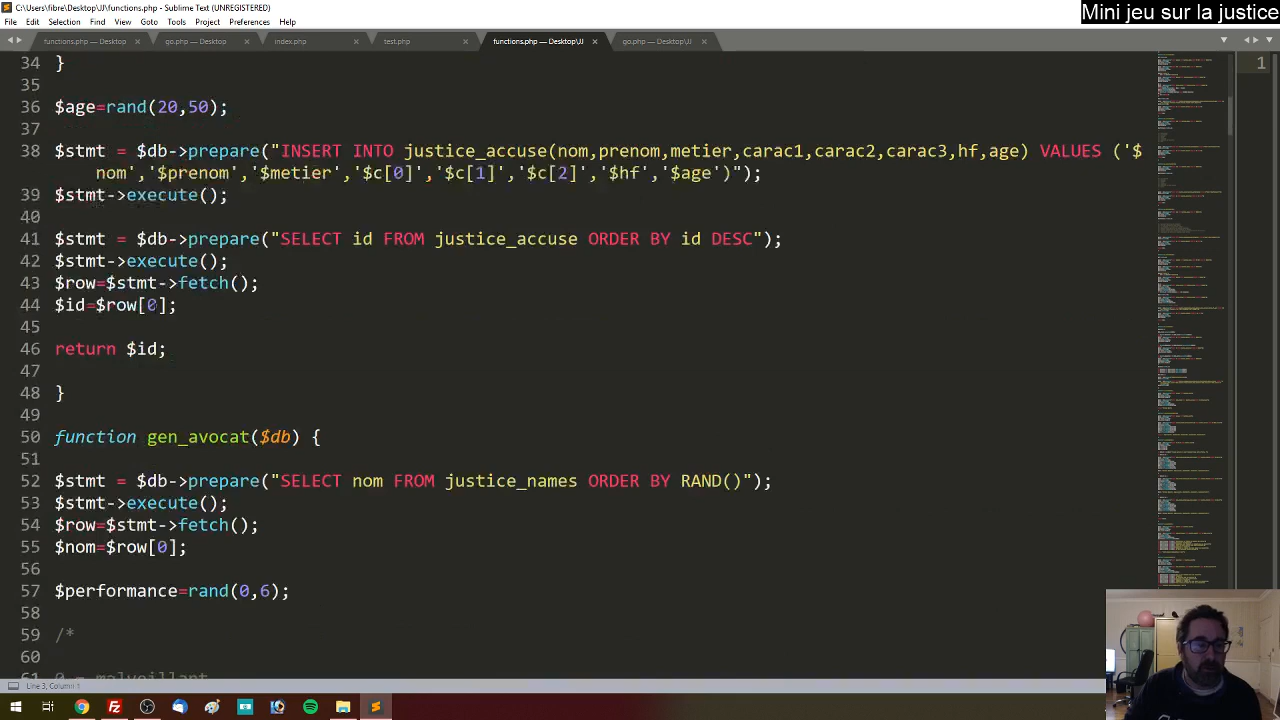 C:\Users\fibre\Desktop\JJ\functions.php - Sublime Text (UNREGISTERED)
Mini jeu sur la justice
File Edit Selection Find View Goto Tools Project Preferences Help
functions.php — Desktop × go.php — Desktop × index.php × test.php × functions.php — Desktop\JJ × go.php — Desktop\JJ ×
34 }
35
36 $age=rand(20,50);
37
38 $stmt = $db->prepare("INSERT INTO justice_accuse(nom,prenom,metier,carac1,carac2,carac3,hf,age) VALUES ('$
nom','$prenom','$metier','$c[0]','$c[1]','$c[2]','$hf','$age')");
39 $stmt->execute();
40
41 $stmt = $db->prepare("SELECT id FROM justice_accuse ORDER BY id DESC");
42 $stmt->execute();
43 $row=$stmt->fetch();
44 $id=$row[0];
45
46 return $id;
47
48 }
49
50 function gen_avocat($db) {
51
52 $stmt = $db->prepare("SELECT nom FROM justice_names ORDER BY RAND()");
53 $stmt->execute();
54 $row=$stmt->fetch();
55 $nom=$row[0];
56
57 $performance=rand(0,6);
58
59 /*
60
61 0 = malveillant
1
Line 3, Column 1